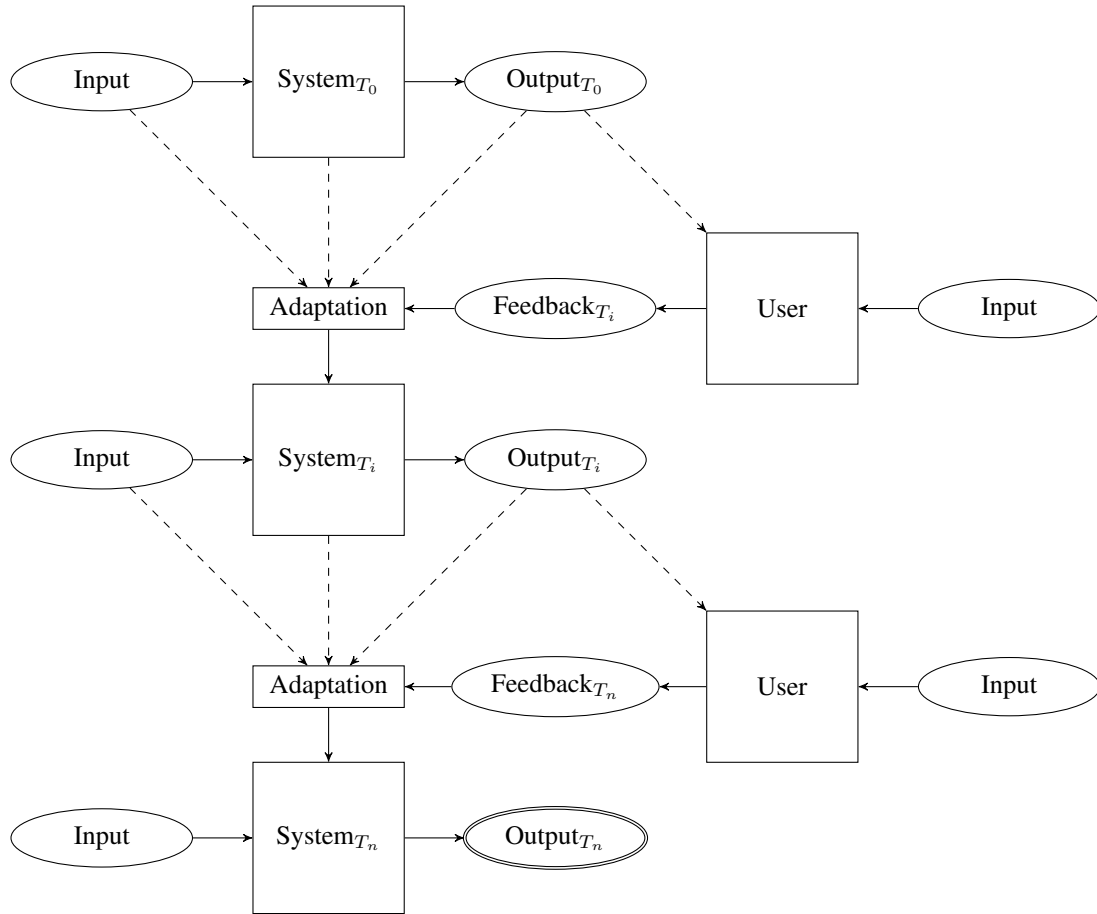 Input
System_{T_0}
Output_{T_0}
Adaptation
Feedback_{T_i}
User
Input
Input
System_{T_i}
Output_{T_i}
Adaptation
Feedback_{T_n}
User
Input
Input
System_{T_n}
Output_{T_n}